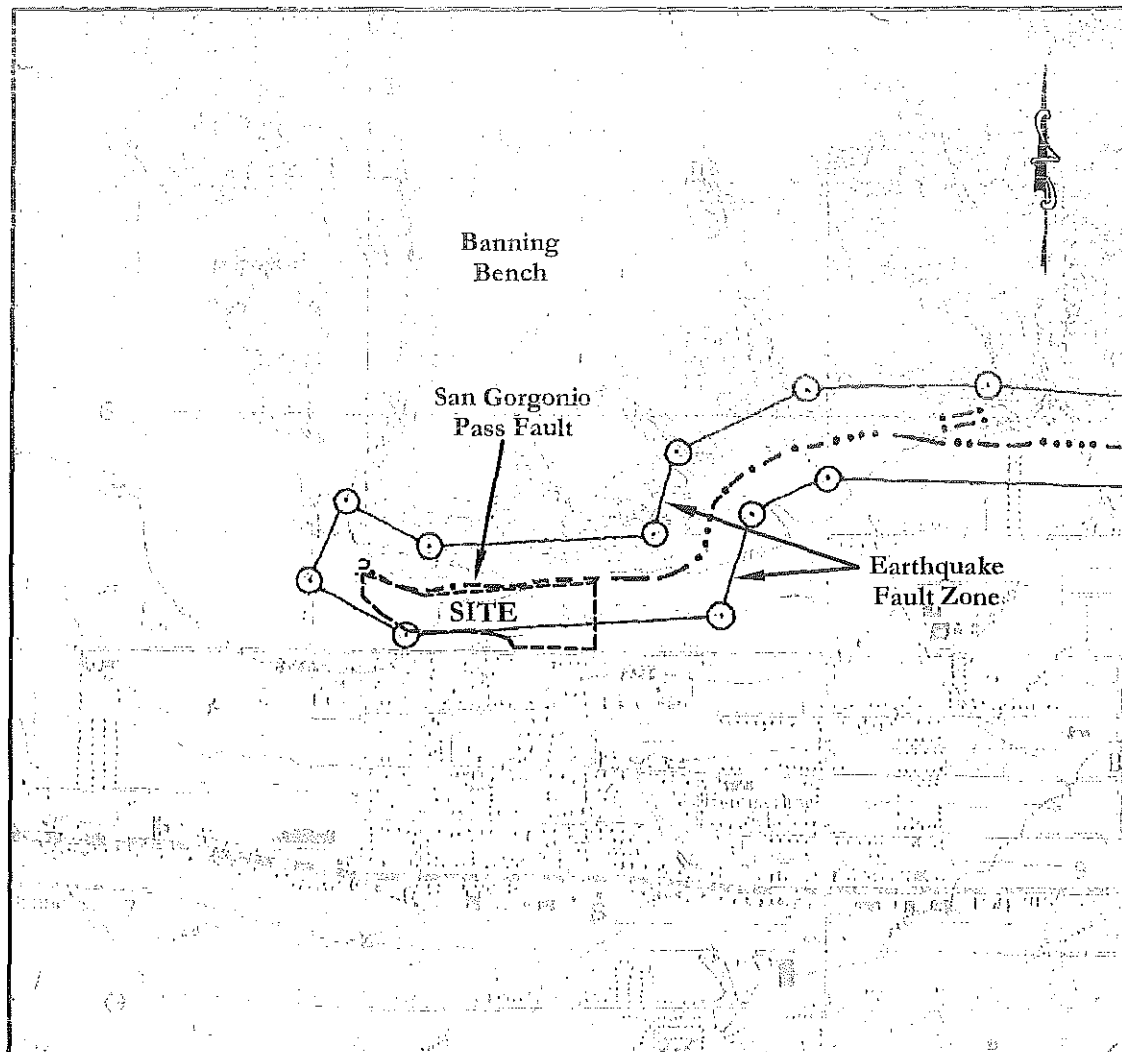 Banning
Bench
San Gorgonio
Pass Fault
?
SITE
Earthquake
Fault Zone